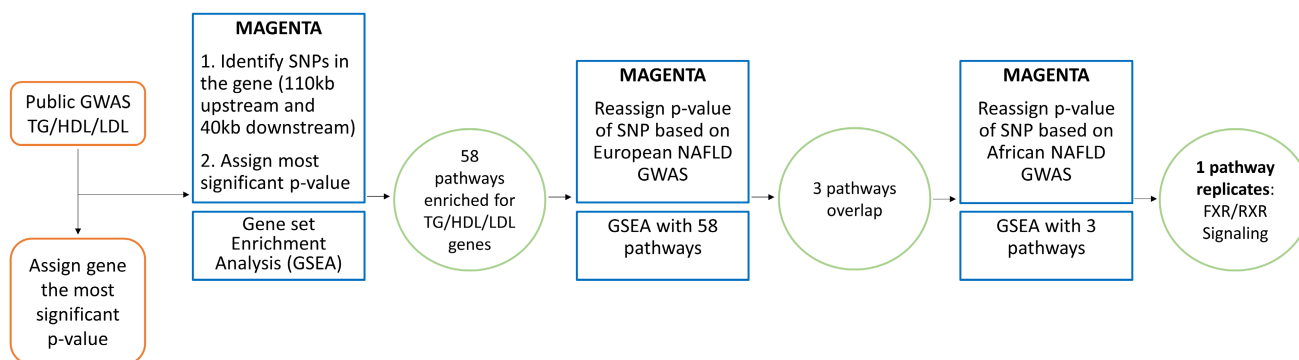 Public GWAS
TG/HDL/LDL
Assign gene
the most
significant
p-value
MAGENTA
1. Identify SNPs in
the gene (110kb
upstream and
40kb downstream)
2. Assign most
significant p-value
Gene set
Enrichment
Analysis (GSEA)
58
pathways
enriched for
TG/HDL/LDL
genes
MAGENTA
Reassign p-value
of SNP based on
European NAFLD
GWAS
GSEA with 58
pathways
3 pathways
overlap
MAGENTA
Reassign p-value
of SNP based on
African NAFLD
GWAS
GSEA with 3
pathways
1 pathway
replicates:
FXR/RXR
Signaling